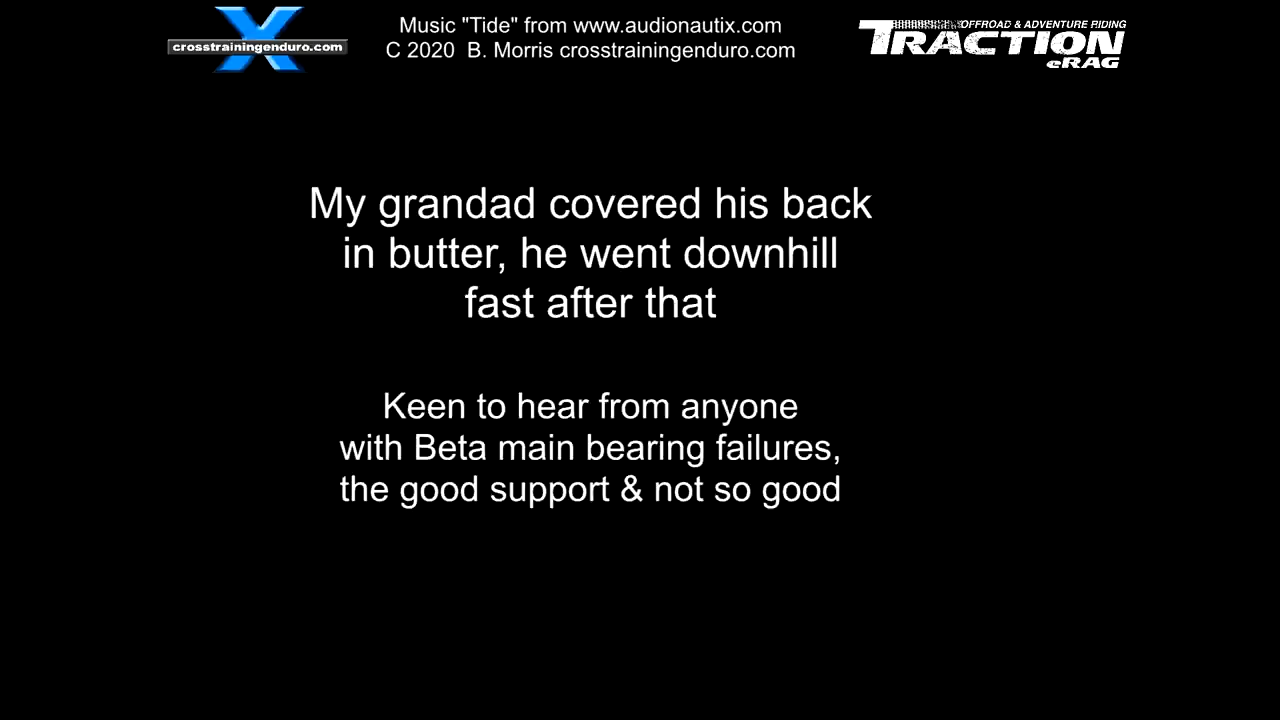 X
crosstrainingenduro.com
Music "Tide" from www.audionautix.com
C 2020 B. Morris crosstrainingenduro.com
OFFROAD & ADVENTURE RIDING
TRACTION
eRAG
My grandad covered his back
in butter, he went downhill
fast after that
Keen to hear from anyone
with Beta main bearing failures,
the good support & not so good